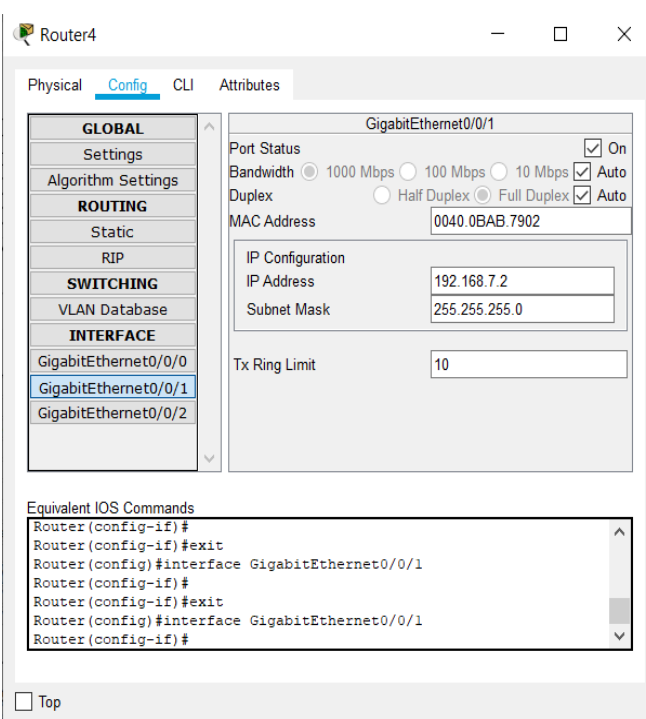 Router4
Physical Config CLI Attributes
GLOBAL
Settings
Algorithm Settings
ROUTING
Static
RIP
SWITCHING
VLAN Database
INTERFACE
GigabitEthernet0/0/0
GigabitEthernet0/0/1
GigabitEthernet0/0/2
GigabitEthernet0/0/1
Port Status On
Bandwidth 1000 Mbps 100 Mbps 10 Mbps Auto
Duplex Half Duplex Full Duplex Auto
MAC Address 0040.0BAB.7902
IP Configuration
IP Address 192.168.7.2
Subnet Mask 255.255.255.0
Tx Ring Limit 10
Equivalent IOS Commands
Router(config-if)#
Router(config-if)#exit
Router(config)#interface GigabitEthernet0/0/1
Router(config-if)#
Router(config-if)#exit
Router(config)#interface GigabitEthernet0/0/1
Router(config-if)#
Top